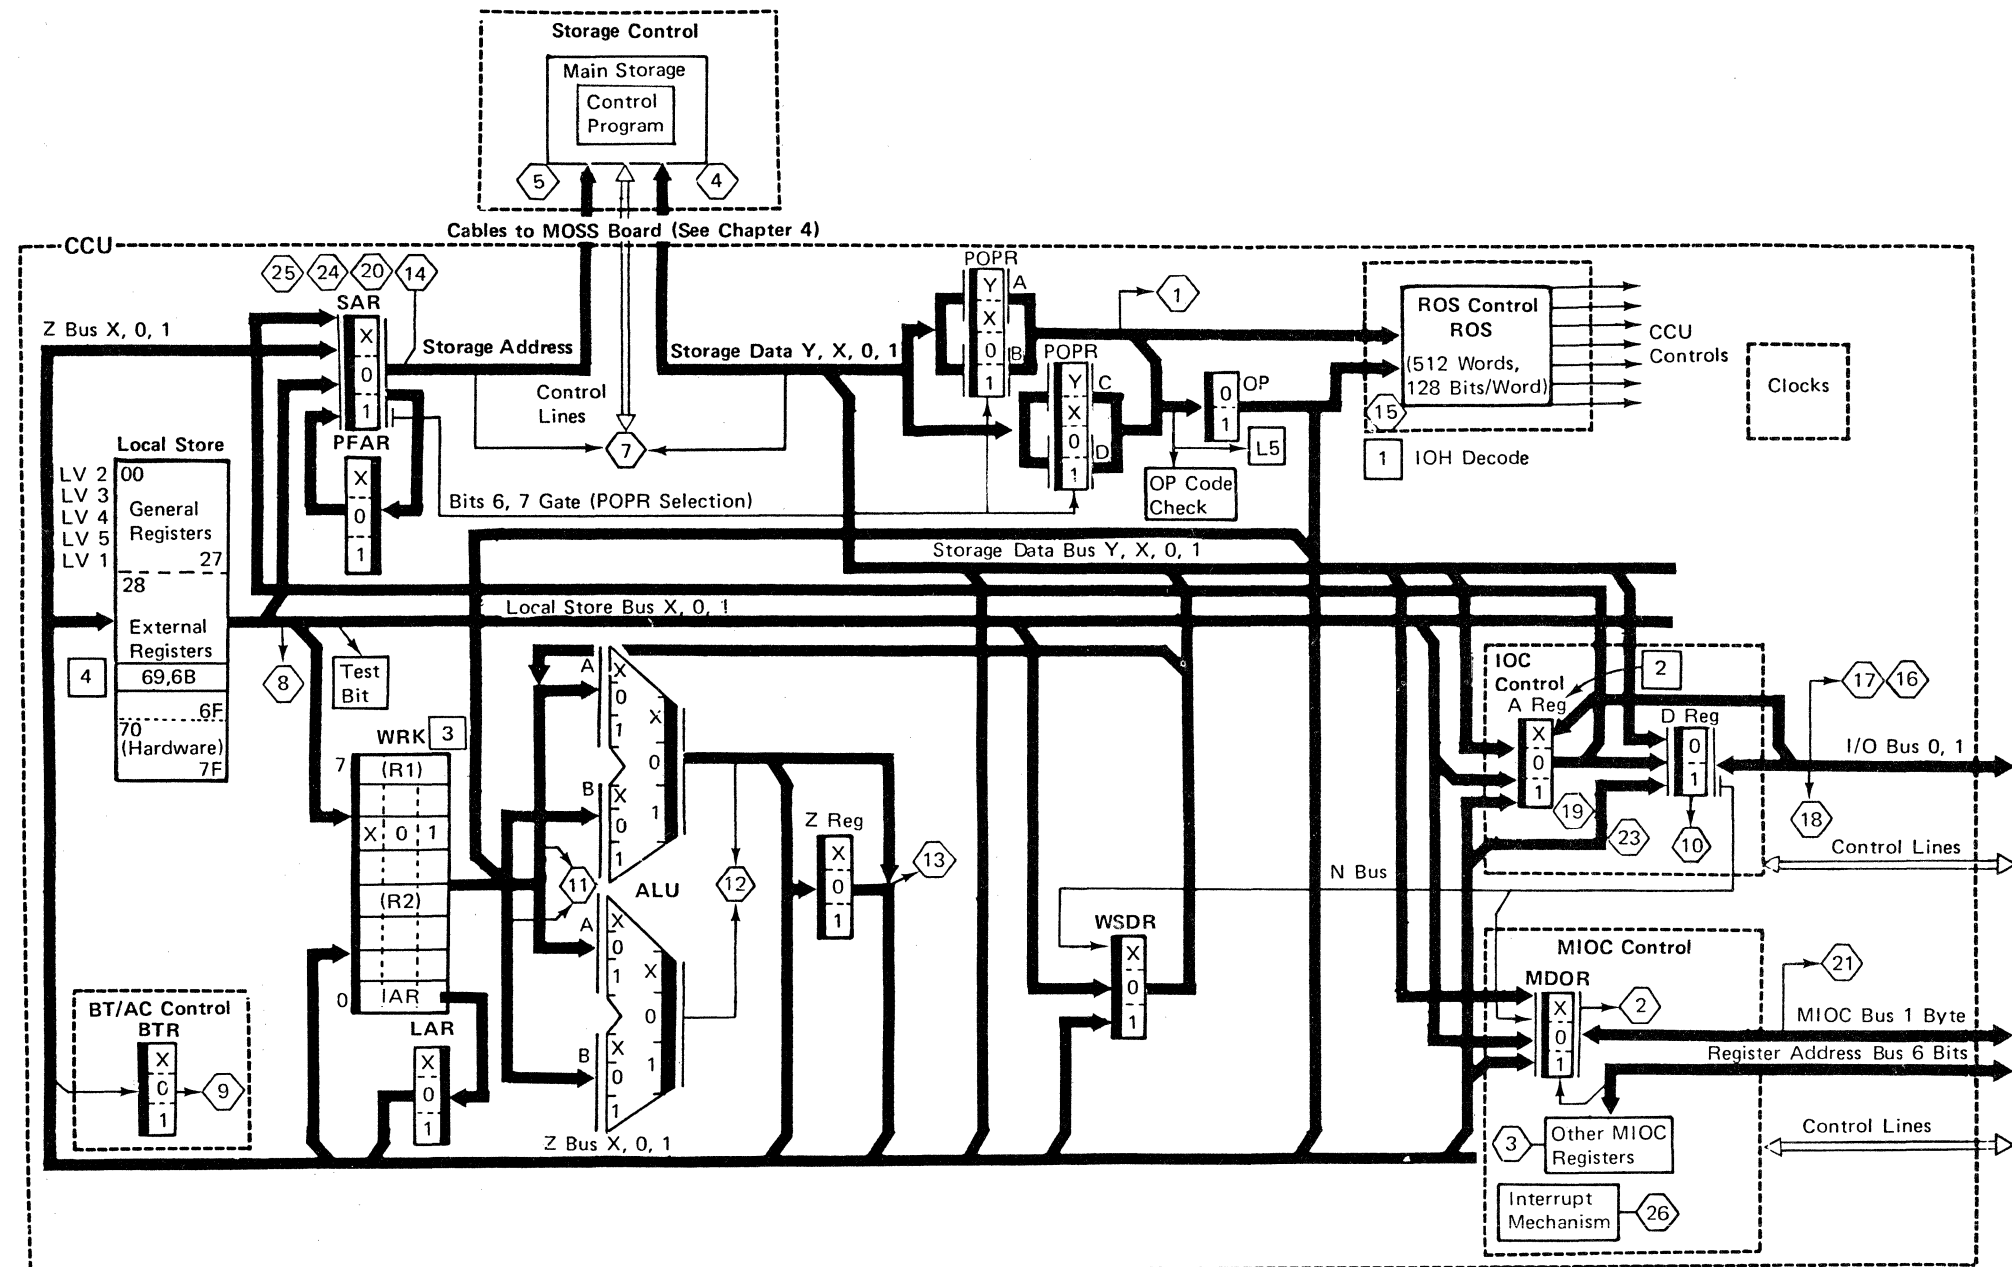 Storage Control
Main Storage
Control
Program
5
4
Cables to MOSS Board (See Chapter 4)
CCU
25
24
20
14
SAR
Z Bus X, 0, 1
X
0
1
Storage Address
Control
Lines
7
Storage Data Y, X, 0, 1
POPR
Y
X
0
1
A
B
1
POPR
Y
X
0
1
C
D
OP
0
1
L5
OP Code
Check
ROS Control
ROS
(512 Words,
128 Bits/Word)
15
CCU
Controls
Clocks
1
IOH Decode
PFAR
X
0
1
Bits 6, 7 Gate (POPR Selection)
Local Store
LV 2
LV 3
LV 4
LV 5
LV 1
00
General
Registers
27
28
External
Registers
69,6B
6F
70
(Hardware)
7F
4
8
Test
Bit
Storage Data Bus Y, X, 0, 1
Local Store Bus X, 0, 1
WRK
3
7
(R1)
X 0 1
(R2)
0
IAR
LAR
X
0
1
A
X
0
1
B
X
0
1
X
0
1
11
ALU
A
X
0
1
B
X
0
1
X
0
1
12
Z Reg
X
0
1
13
WSDR
X
0
1
N Bus
IOC
Control
2
A Reg
X
0
1
D Reg
0
1
19
23
10
17
16
18
I/O Bus 0, 1
Control Lines
MIOC Control
MDOR
X
0
1
2
21
MIOC Bus 1 Byte
Register Address Bus 6 Bits
3
Other MIOC
Registers
Control Lines
Interrupt
Mechanism
26
BT/AC Control
BTR
X
0
1
9
Z Bus X, 0, 1